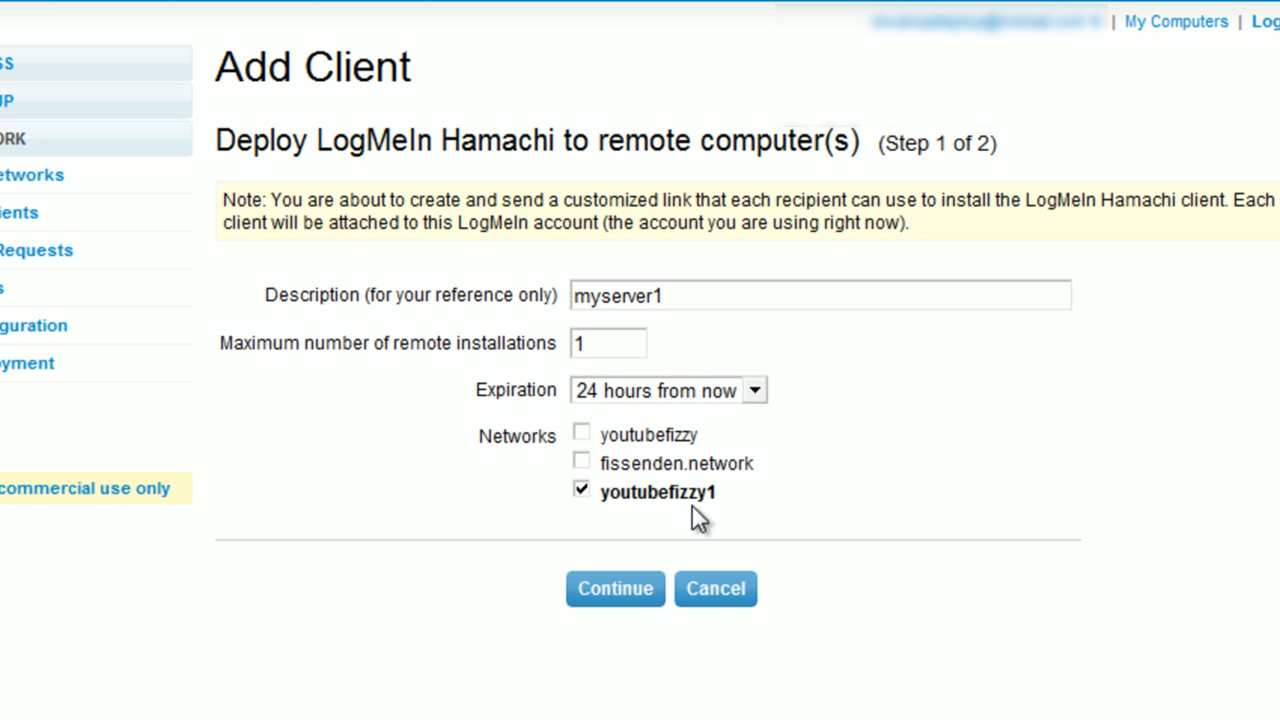 | My Computers | Log
SS
UP
ORK
etworks
ients
Requests
s
guration
oyment
commercial use only
Add Client
Deploy LogMeIn Hamachi to remote computer(s) (Step 1 of 2)
Note: You are about to create and send a customized link that each recipient can use to install the LogMeIn Hamachi client. Each
client will be attached to this LogMeIn account (the account you are using right now).
Description (for your reference only) myserver1
Maximum number of remote installations 1
Expiration 24 hours from now
Networks youtubefizzy
fissenden.network
youtubefizzy1
Continue Cancel